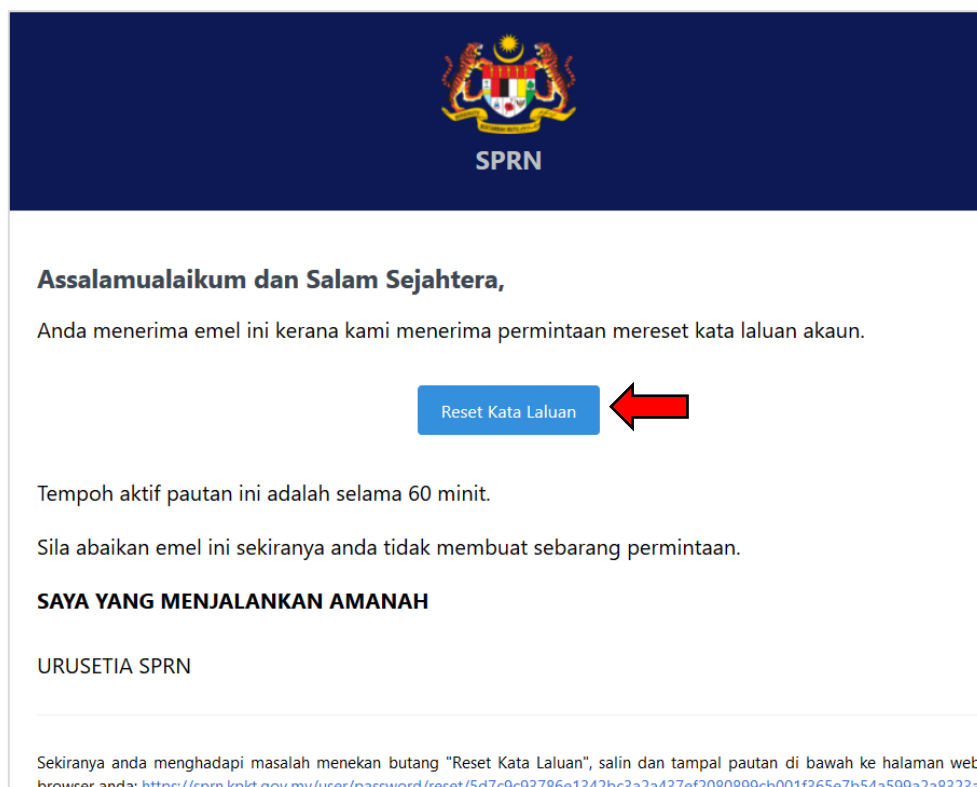 SPRN
Assalamualaikum dan Salam Sejahtera,
Anda menerima emel ini kerana kami menerima permintaan mereset kata laluan akaun.
Reset Kata Laluan
Tempoh aktif pautan ini adalah selama 60 minit.
Sila abaikan emel ini sekiranya anda tidak membuat sebarang permintaan.
SAYA YANG MENJALANKAN AMANAH
URUSETIA SPRN
Sekiranya anda menghadapi masalah menekan butang "Reset Kata Laluan", salin dan tampal pautan di bawah ke halaman web
browser anda: